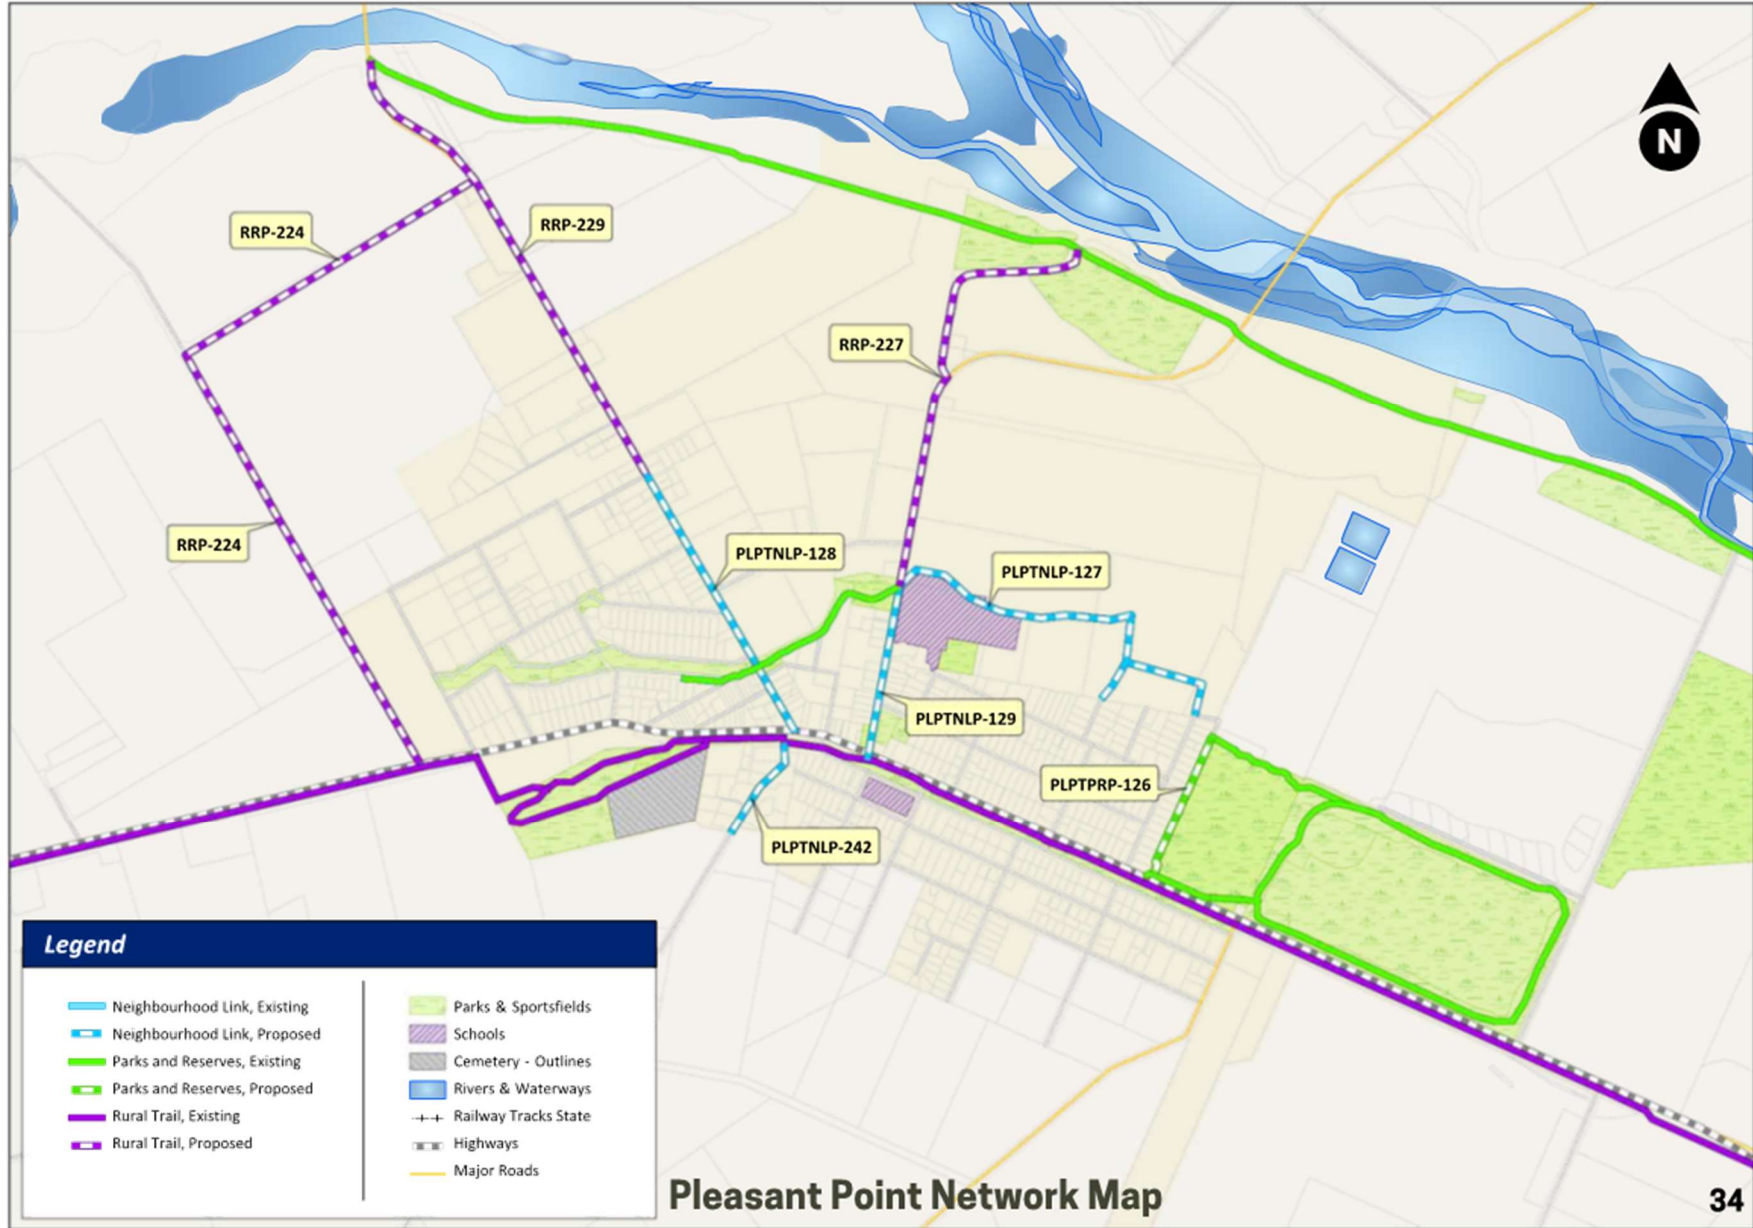 N
RRP-224
RRP-229
RRP-227
RRP-224
PLPTNLP-128
PLPTNLP-127
PLPTNLP-129
PLPTPRP-126
PLPTNLP-242
Legend
Neighbourhood Link, Existing
Neighbourhood Link, Proposed
Parks and Reserves, Existing
Parks and Reserves, Proposed
Rural Trail, Existing
Rural Trail, Proposed
Parks & Sportsfields
Schools
Cemetery - Outlines
Rivers & Waterways
Railway Tracks State
Highways
Major Roads
Pleasant Point Network Map
34